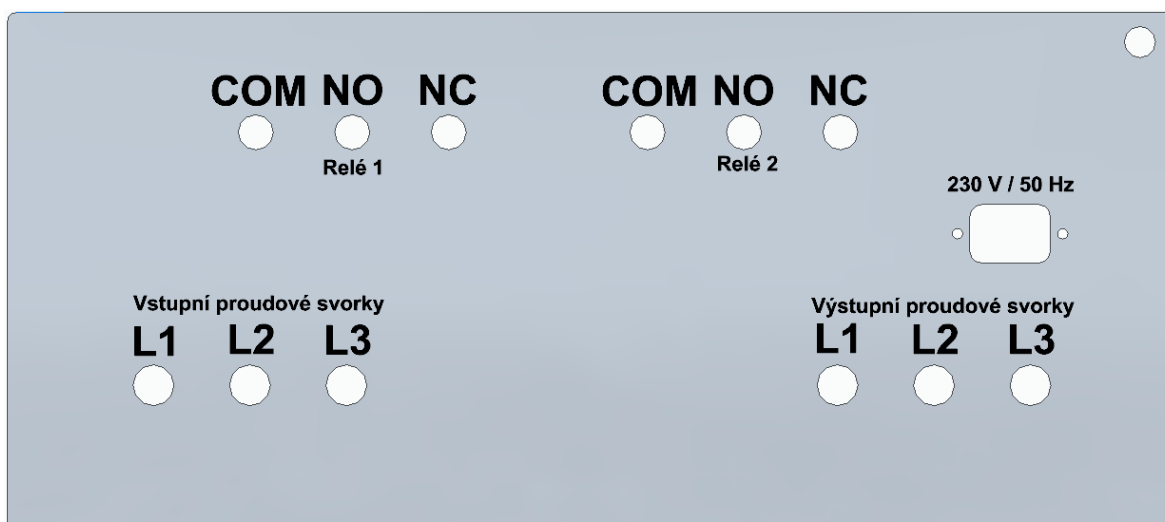 COM NO NC
Relé 1
COM NO NC
Relé 2
230 V / 50 Hz
Vstupní proudové svorky
L1 L2 L3
Výstupní proudové svorky
L1 L2 L3